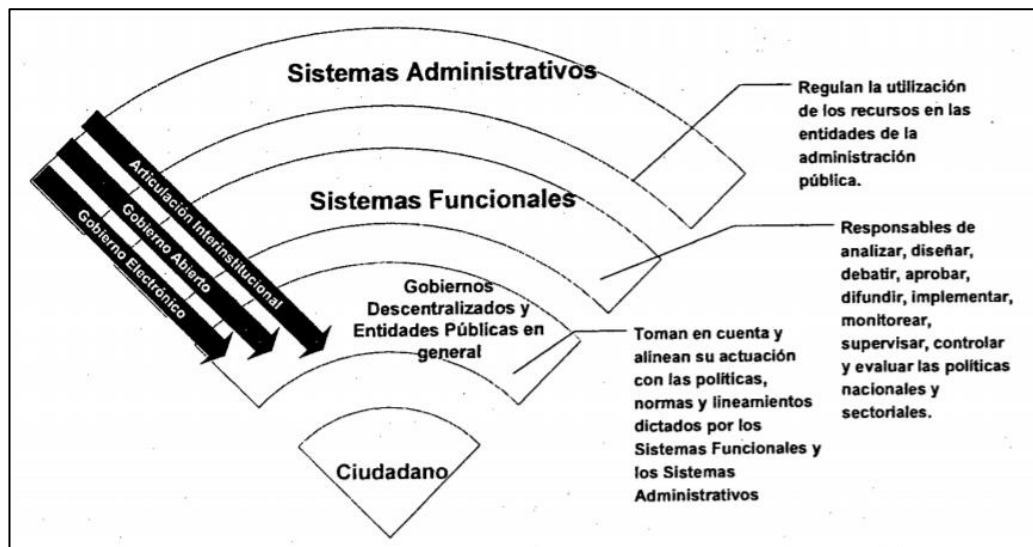 Sistemas Administrativos
Regulan la utilización
de los recursos en las
entidades de la
administración
pública.
Articulación Interinstitucional
Gobierno Abierto
Gobierno Electrónico
Sistemas Funcionales
Responsables de
analizar, diseñar,
debatir, aprobar,
difundir, implementar,
monitorear,
supervisar, controlar
y evaluar las políticas
nacionales y
sectoriales.
Gobiernos
Descentralizados y
Entidades Públicas en
general
Toman en cuenta y
alinean su actuación
con las políticas,
normas y lineamientos
dictados por los
Sistemas Funcionales y
los Sistemas
Administrativos
Ciudadano